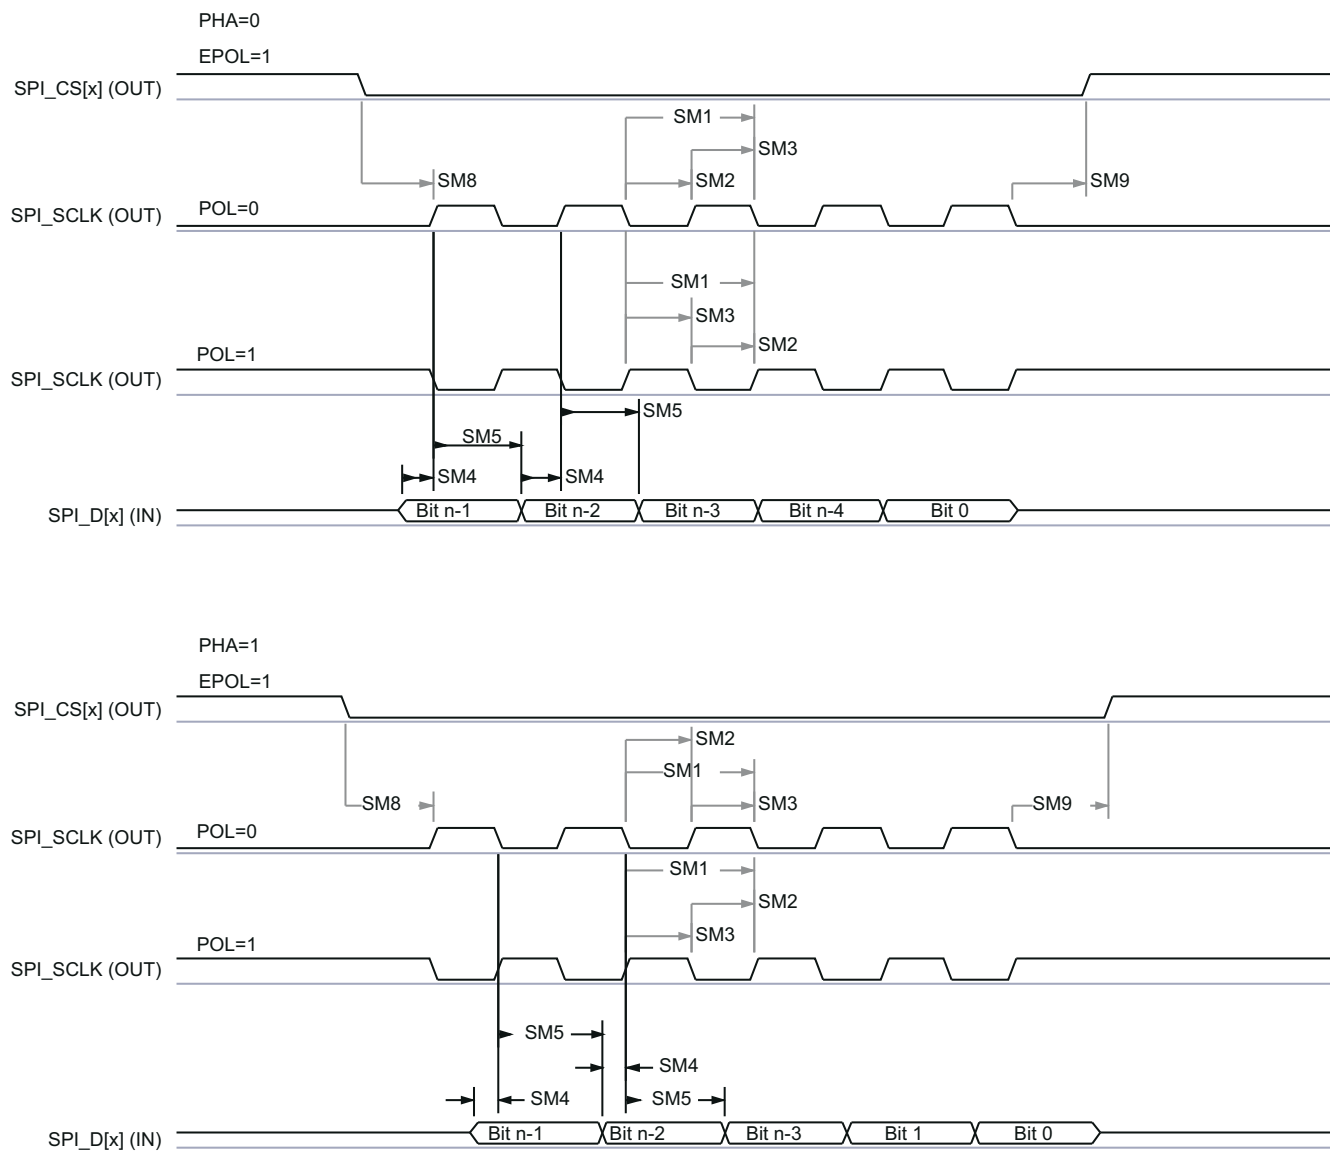 PHA=0
EPOL=1
SPI_CS[x] (OUT)
SM1
SM3
SM8
SM2
SM9
SPI_SCLK (OUT)
POL=0
SM1
SM3
SM2
POL=1
SPI_SCLK (OUT)
SM5
SM5
SM4
SM4
SPI_D[x] (IN)
Bit n-1
Bit n-2
Bit n-3
Bit n-4
Bit 0
PHA=1
EPOL=1
SPI_CS[x] (OUT)
SM2
SM1
SM8
SM3
SM9
SPI_SCLK (OUT)
POL=0
SM1
SM2
SM3
POL=1
SPI_SCLK (OUT)
SM5
SM4
SM4
SM5
SPI_D[x] (IN)
Bit n-1
Bit n-2
Bit n-3
Bit 1
Bit 0